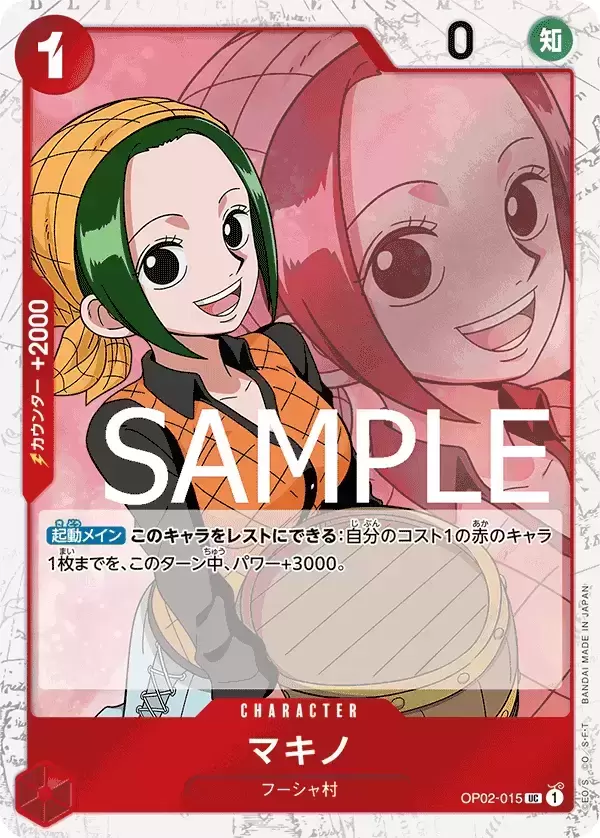 1
0
知
カウンター +2000
SAMPLE
起動メイン このキャラをレストにできる:自分のコスト1の赤のキャラ
1枚までを、このターン中、パワー+3000。
CHARACTER
マキノ
フーシャ村
OP02-015 UC 1
©E.O./S. ©O./S.・F.・T. BANDAI MADE IN JAPAN